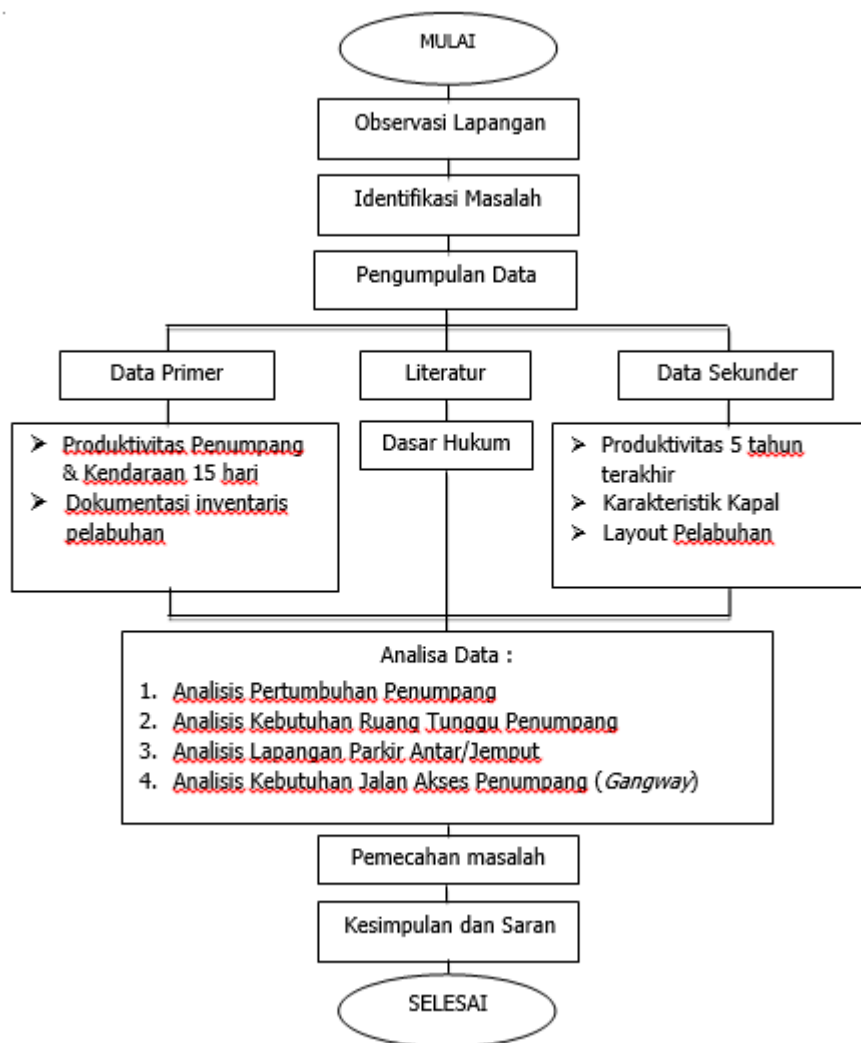 MULAI
Observasi Lapangan
Identifikasi Masalah
Pengumpulan Data
Data Primer
Literatur
Data Sekunder
➢ Produktivitas Penumpang
& Kendaraan 15 hari
➢ Dokumentasi inventaris
pelabuhan
Dasar Hukum
➢ Produktivitas 5 tahun
terakhir
➢ Karakteristik Kapal
➢ Layout Pelabuhan
Analisa Data :
1. Analisis Pertumbuhan Penumpang
2. Analisis Kebutuhan Ruang Tunggu Penumpang
3. Analisis Lapangan Parkir Antar/Jemput
4. Analisis Kebutuhan Jalan Akses Penumpang (Gangway)
Pemecahan masalah
Kesimpulan dan Saran
SELESAI